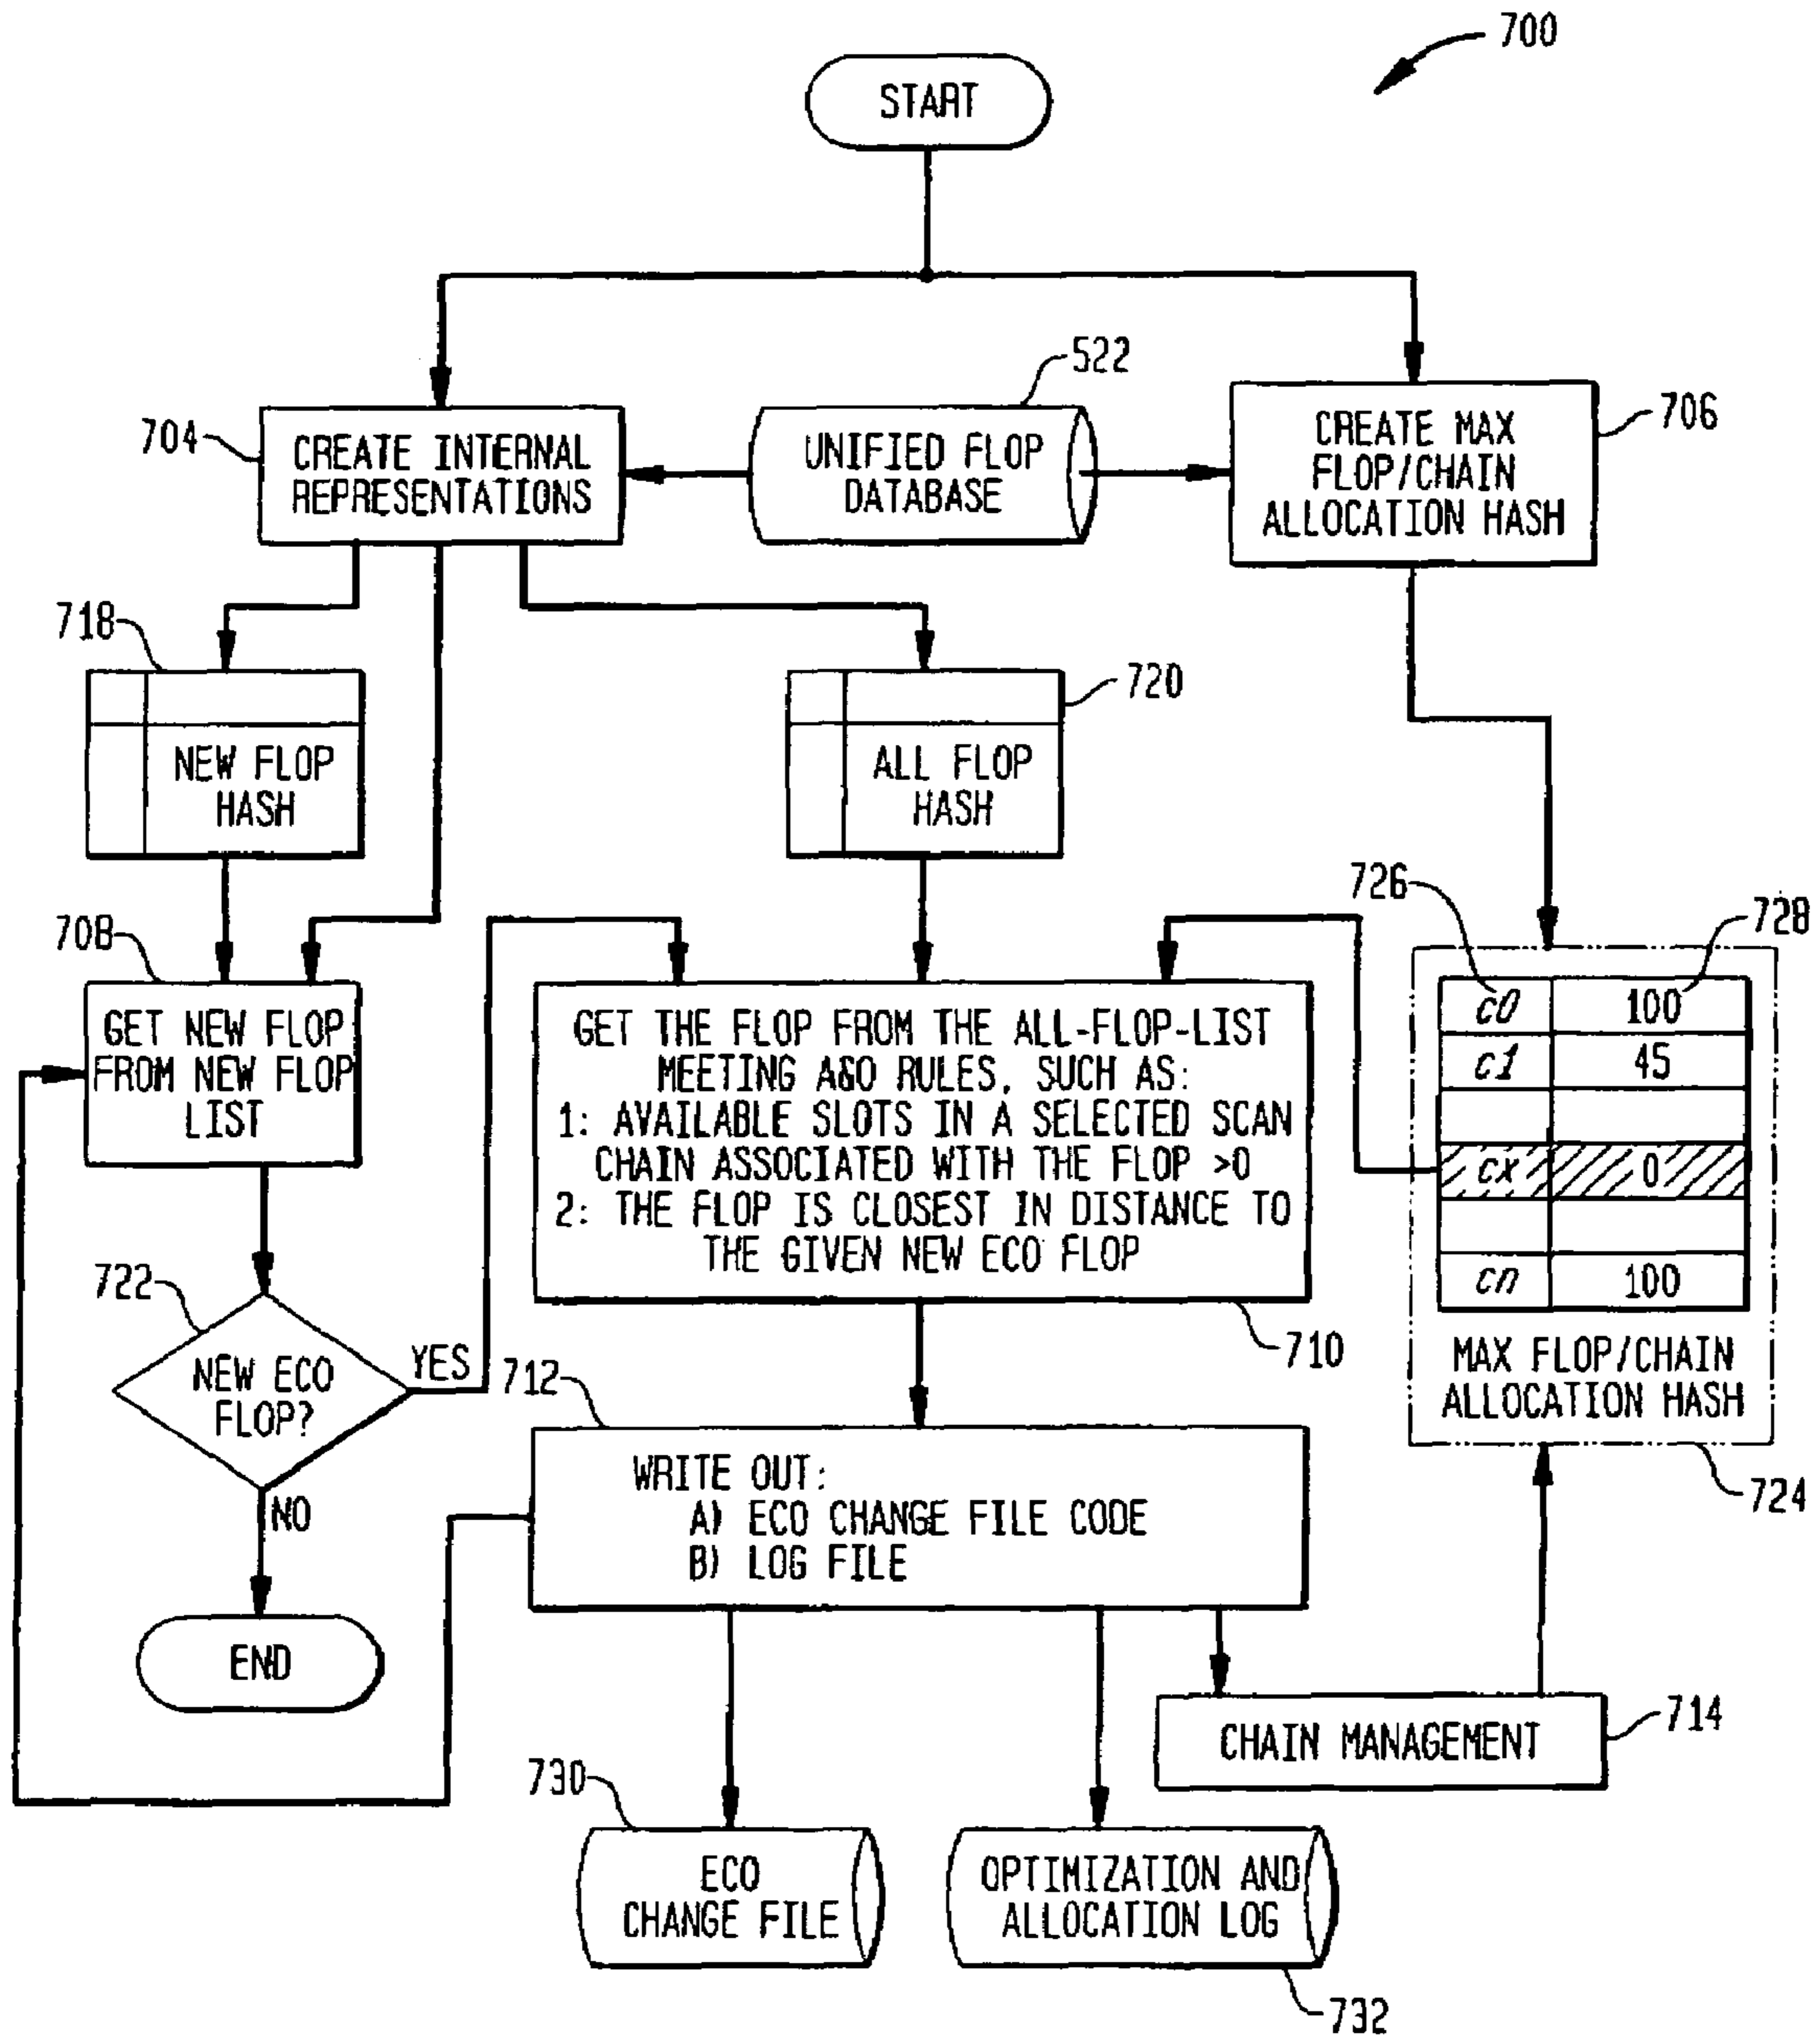 700
START
522
704
CREATE INTERNAL
REPRESENTATIONS
UNIFIED FLOP
DATABASE
CREATE MAX
FLOP/CHAIN
ALLOCATION HASH
706
718
NEW FLOP
HASH
720
ALL FLOP
HASH
708
GET NEW FLOP
FROM NEW FLOP
LIST
GET THE FLOP FROM THE ALL-FLOP-LIST
MEETING A&O RULES, SUCH AS:
1: AVAILABLE SLOTS IN A SELECTED SCAN
CHAIN ASSOCIATED WITH THE FLOP >0
2: THE FLOP IS CLOSEST IN DISTANCE TO
THE GIVEN NEW ECO FLOP
710
726
728
c0 100
c1 45
cx 0
cn 100
MAX FLOP/CHAIN
ALLOCATION HASH
724
722
NEW ECO
FLOP?
YES
NO
END
712
WRITE OUT:
A) ECO CHANGE FILE CODE
B) LOG FILE
CHAIN MANAGEMENT
714
730
ECO
CHANGE FILE
OPTIMIZATION AND
ALLOCATION LOG
732